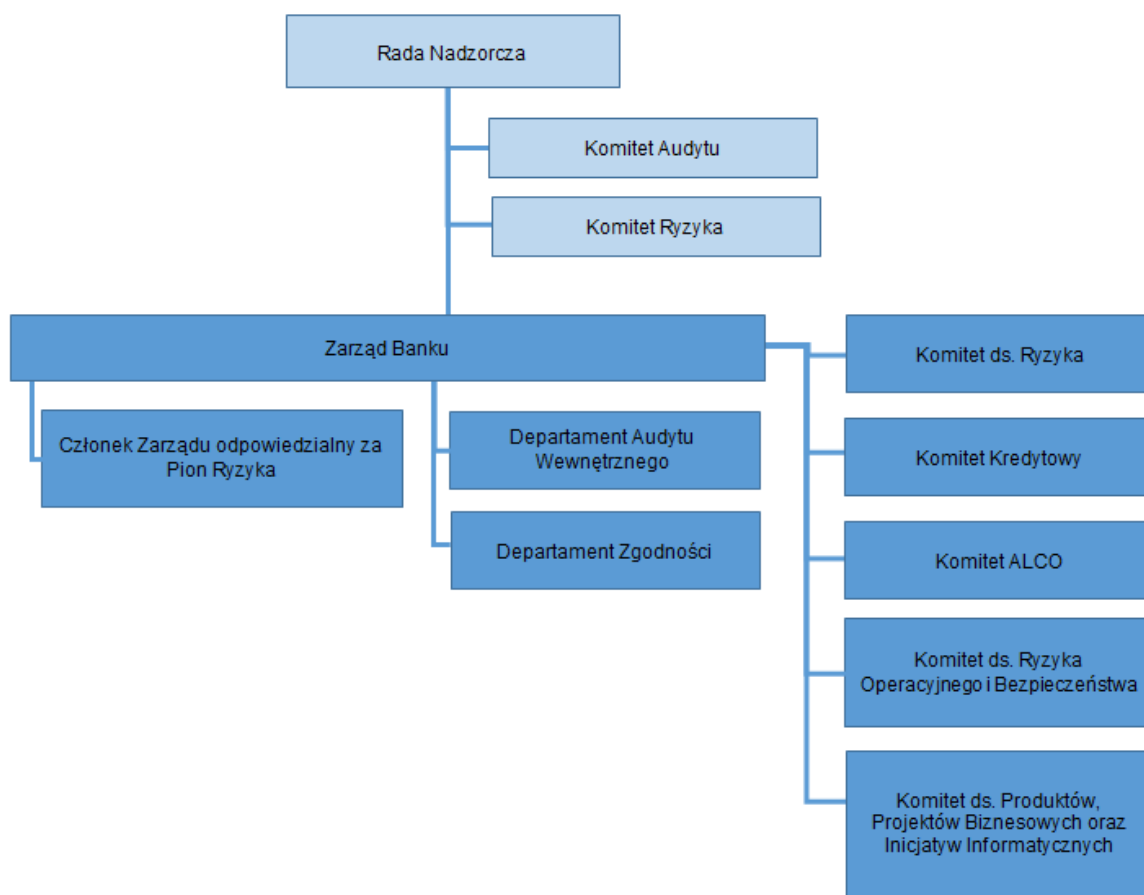 Rada Nadzorcza
Komitet Audytu
Komitet Ryzyka
Zarząd Banku
Członek Zarządu odpowiedzialny za
Pion Ryzyka
Departament Audytu
Wewnętrznego
Departament Zgodności
Komitet ds. Ryzyka
Komitet Kredytowy
Komitet ALCO
Komitet ds. Ryzyka
Operacyjnego i Bezpieczeństwa
Komitet ds. Produktów,
Projektów Biznesowych oraz
Inicjatyw Informatycznych